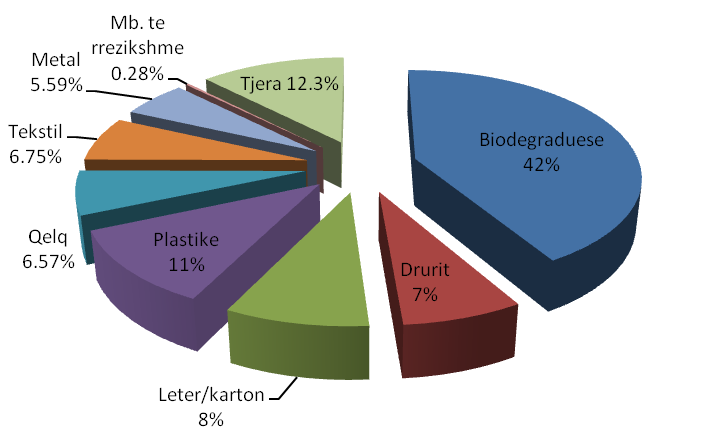 Mb. te
rrezikshme
0.28%
Metal
5.59%
Tjera 12.3%
Biodegraduese
42%
Tekstil
6.75%
Qelq
6.57%
Plastike
11%
Drurit
7%
Leter/karton
8%